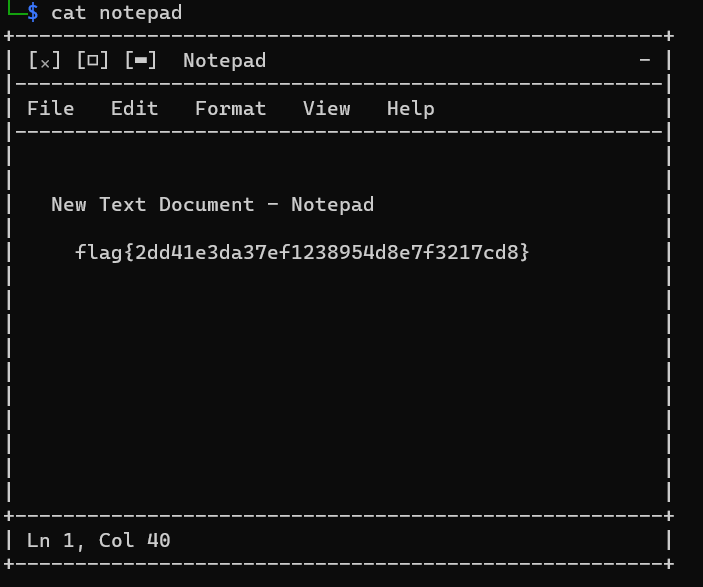 └─$ cat notepad
[×] [□] [▬]  Notepad –
File   Edit   Format   View   Help
New Text Document – Notepad
flag{2dd41e3da37ef1238954d8e7f3217cd8}
Ln 1, Col 40